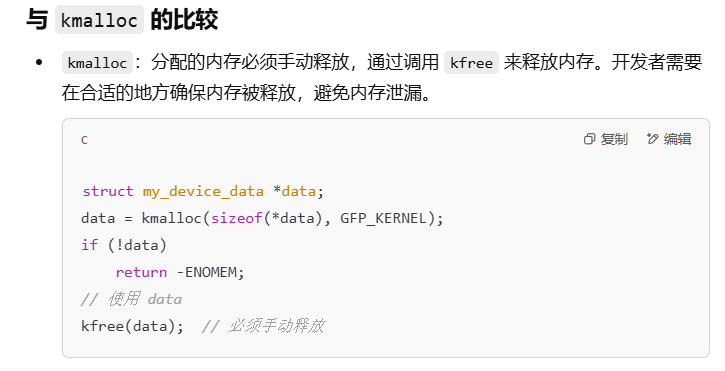 与 kmalloc 的比较
• kmalloc：分配的内存必须手动释放，通过调用 kfree 来释放内存。开发者需要
在合适的地方确保内存被释放，避免内存泄漏。
C 复制 编辑
struct my_device_data *data;
data = kmalloc(sizeof(*data), GFP_KERNEL);
if (!data)
    return -ENOMEM;
// 使用 data
kfree(data);  // 必须手动释放